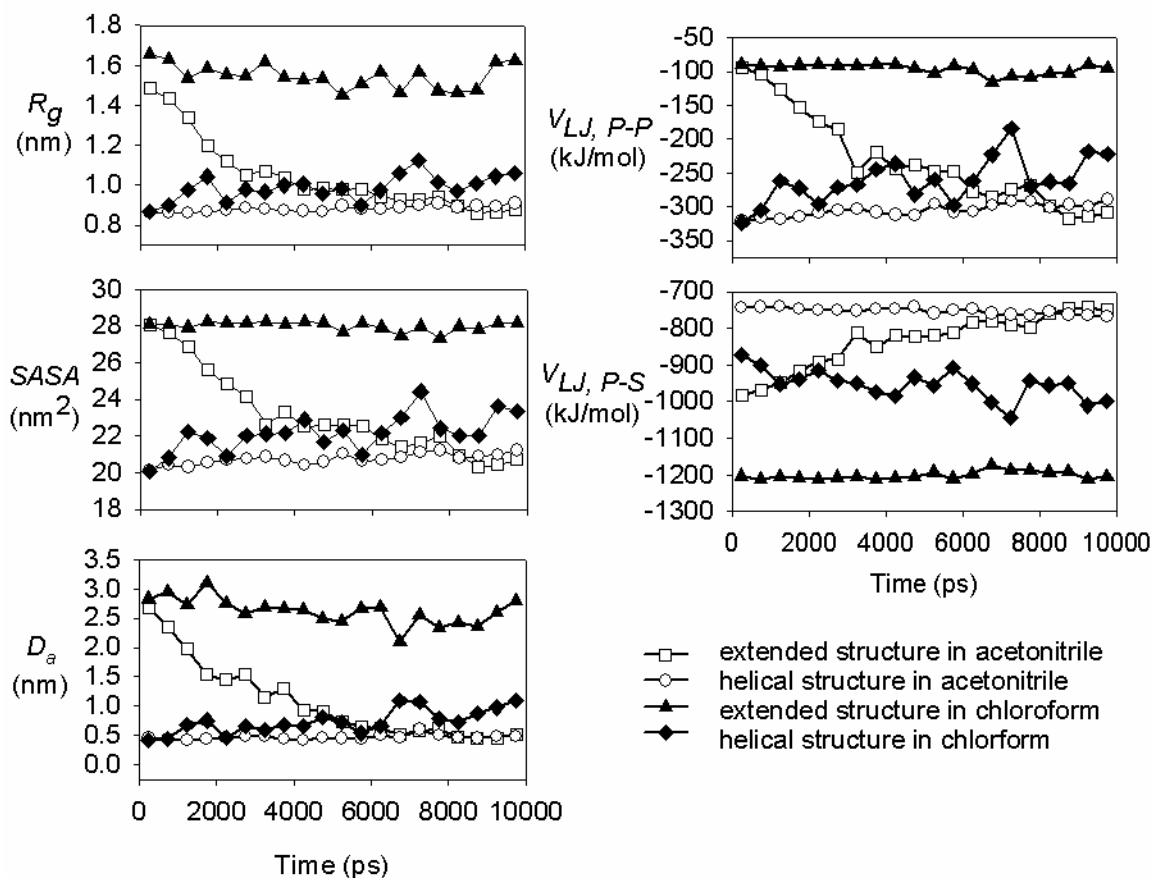 1.8
1.6
1.4
1.2
1.0
0.8
Rg
(nm)
30
28
26
24
22
20
18
SASA
(nm2)
3.5
3.0
2.5
2.0
1.5
1.0
0.5
0.0
Da
(nm)
0 2000 4000 6000 8000 10000
Time (ps)
-50
-100
-150
-200
-250
-300
-350
VLJ, P-P
(kJ/mol)
-700
-800
-900
-1000
-1100
-1200
-1300
VLJ, P-S
(kJ/mol)
0 2000 4000 6000 8000 10000
Time (ps)
extended structure in acetonitrile
helical structure in acetonitrile
extended structure in chloroform
helical structure in chlorform